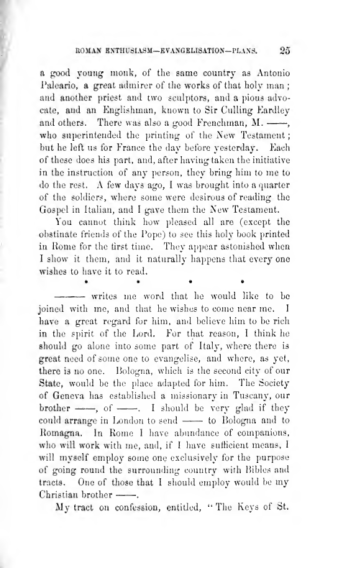 ROMAN ENTHUSIASM—EVANGELISATION—PLANS. 25
a good young monk, of the same country as Antonio
Paleario, a great admirer of the works of that holy man;
and another priest and two sculptors, and a pious advo-
cate, and an Englishman, known to Sir Culling Eardley
and others. There was also a good Frenchman, M. ——,
who superintended the printing of the New Testament;
but he left us for France the day before yesterday. Each
of these does his part, and, after having taken the initiative
in the instruction of any person, they bring him to me to
do the rest. A few days ago, I was brought into a quarter
of the soldiers, where some were desirous of reading the
Gospel in Italian, and I gave them the New Testament.
You cannot think how pleased all are (except the
obstinate friends of the Pope) to see this holy book printed
in Rome for the first time. They appear astonished when
I show it them, and it naturally happens that every one
wishes to have it to read.
* * * *
——— writes me word that he would like to be
joined with me, and that he wishes to come near me. I
have a great regard for him, and believe him to be rich
in the spirit of the Lord. For that reason, I think he
should go alone into some part of Italy, where there is
great need of some one to evangelise, and where, as yet,
there is no one. Bologna, which is the second city of our
State, would be the place adapted for him. The Society
of Geneva has established a missionary in Tuscany, our
brother ——, of ——. I should be very glad if they
could arrange in London to send —— to Bologna and to
Romagna. In Rome I have abundance of companions,
who will work with me, and, if I have sufficient means, I
will myself employ some one exclusively for the purpose
of going round the surrounding country with Bibles and
tracts. One of those that I should employ would be my
Christian brother ——.
My tract on confession, entitled, "The Keys of St.